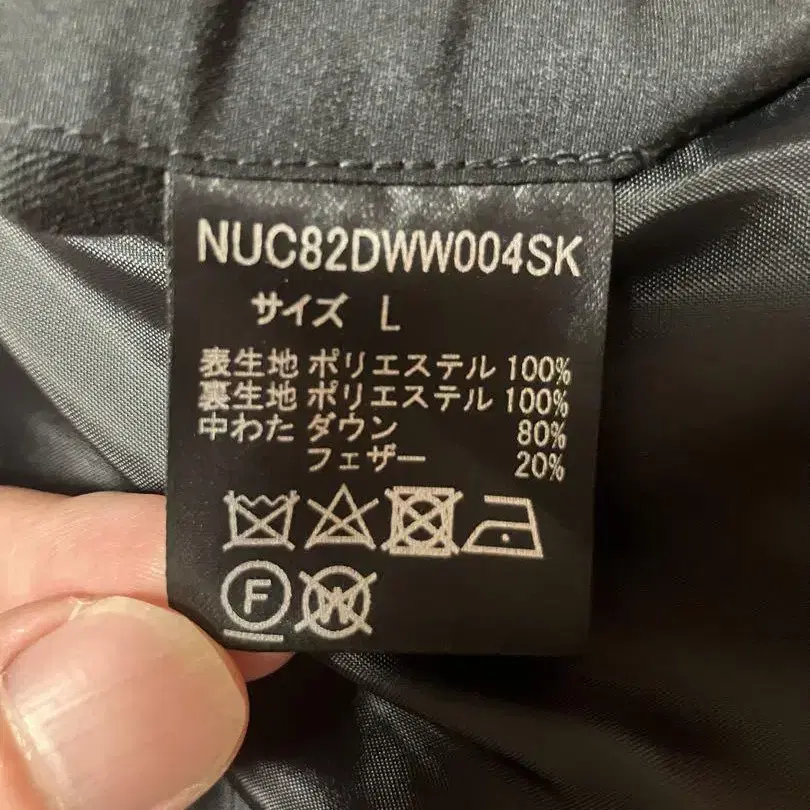 NUC82DWW004SK
サイズ L
表生地 ポリエステル 100%
裏生地 ポリエステル 100%
中わた ダウン 80%
フェザー 20%
F W